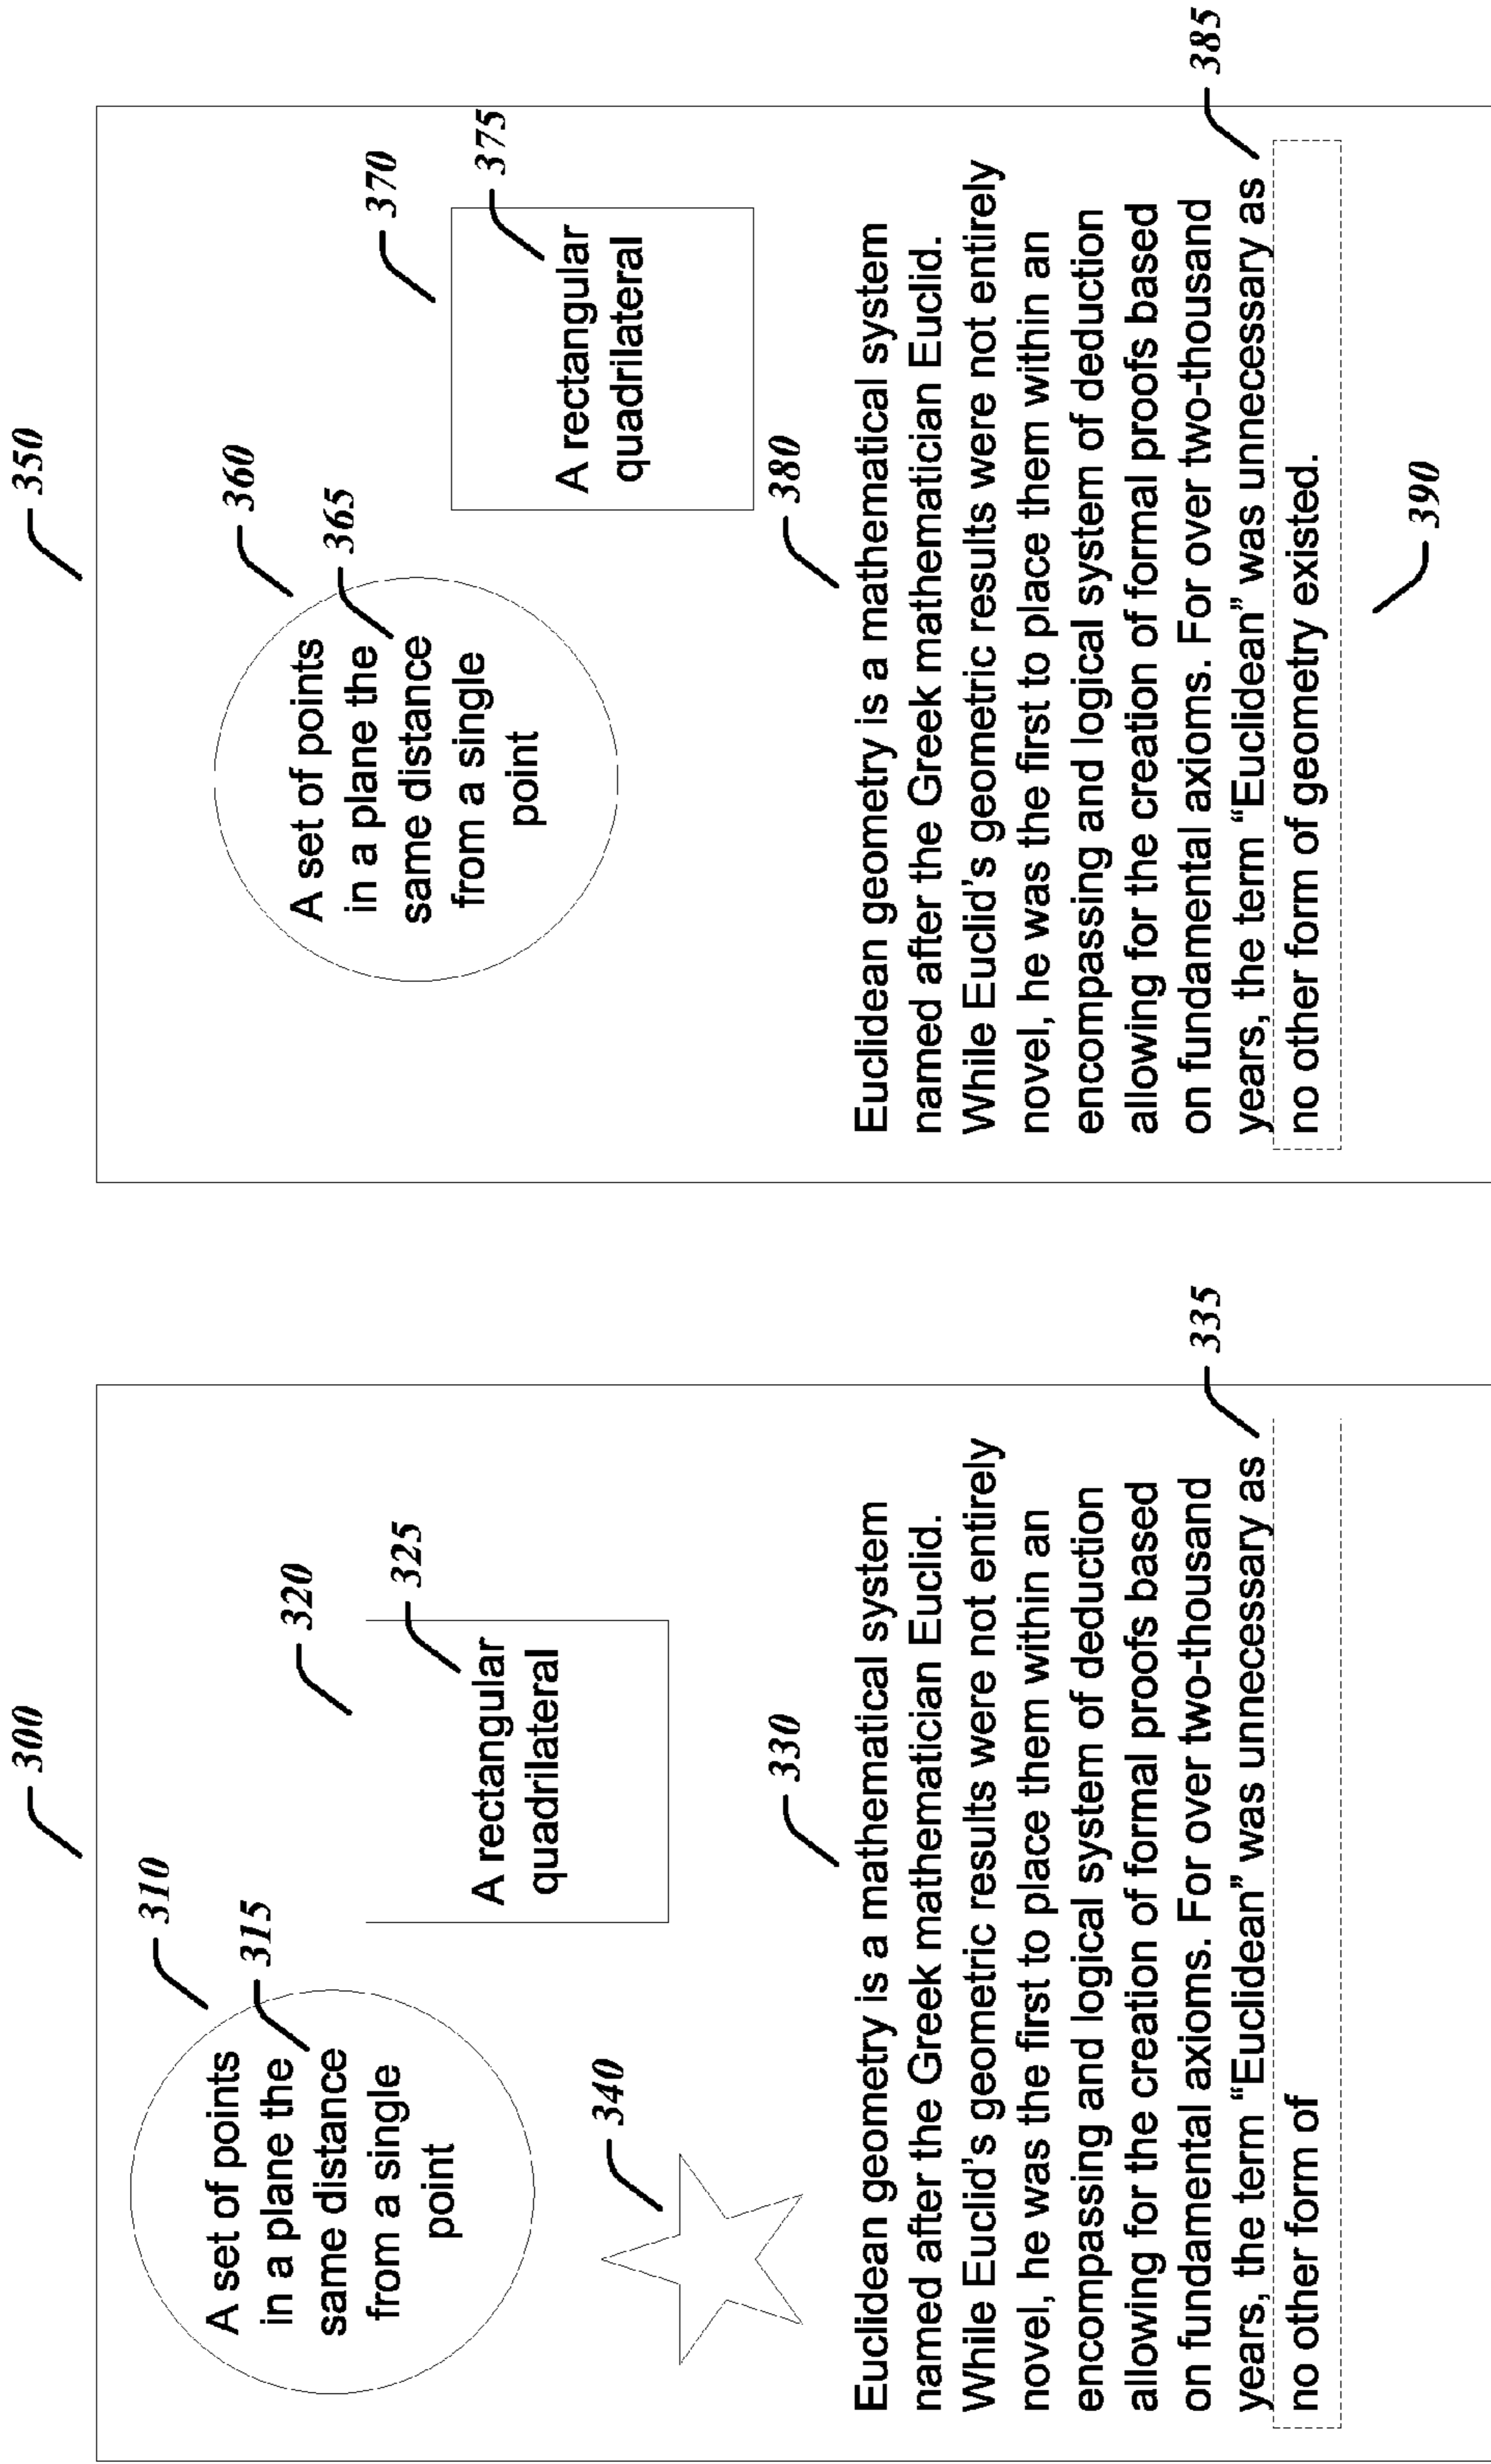 300
310
A set of points
in a plane the
315
same distance
from a single
point
320
325
A rectangular
quadrilateral
340
330
Euclidean geometry is a mathematical system
named after the Greek mathematician Euclid.
While Euclid's geometric results were not entirely
novel, he was the first to place them within an
encompassing and logical system of deduction
allowing for the creation of formal proofs based
on fundamental axioms. For over two-thousand
years, the term “Euclidean” was unnecessary as
335
no other form of
350
360
A set of points
in a plane the
365
same distance
from a single
point
370
375
A rectangular
quadrilateral
380
Euclidean geometry is a mathematical system
named after the Greek mathematician Euclid.
While Euclid's geometric results were not entirely
novel, he was the first to place them within an
encompassing and logical system of deduction
allowing for the creation of formal proofs based
on fundamental axioms. For over two-thousand
years, the term “Euclidean” was unnecessary as
385
no other form of geometry existed.
390